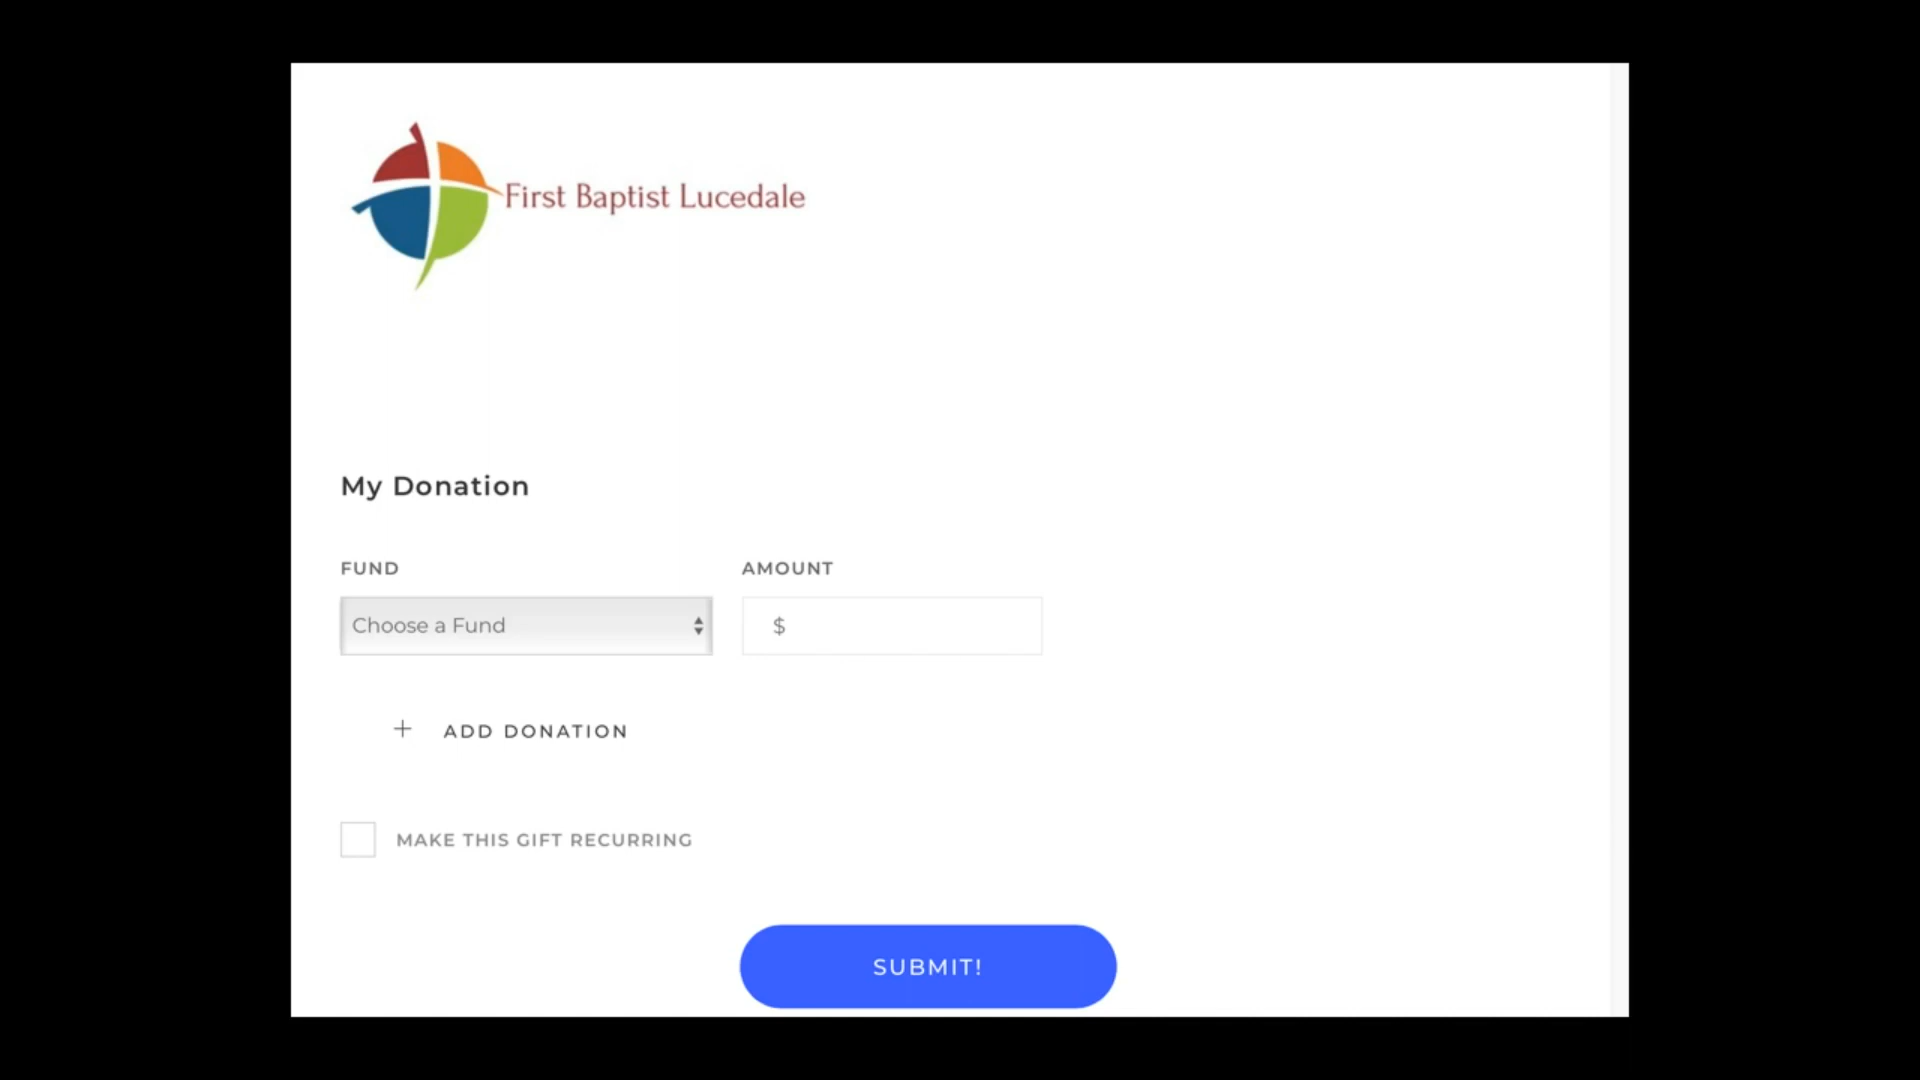 First Baptist Lucedale
My Donation
FUND
AMOUNT
Choose a Fund
$
+ ADD DONATION
MAKE THIS GIFT RECURRING
SUBMIT!